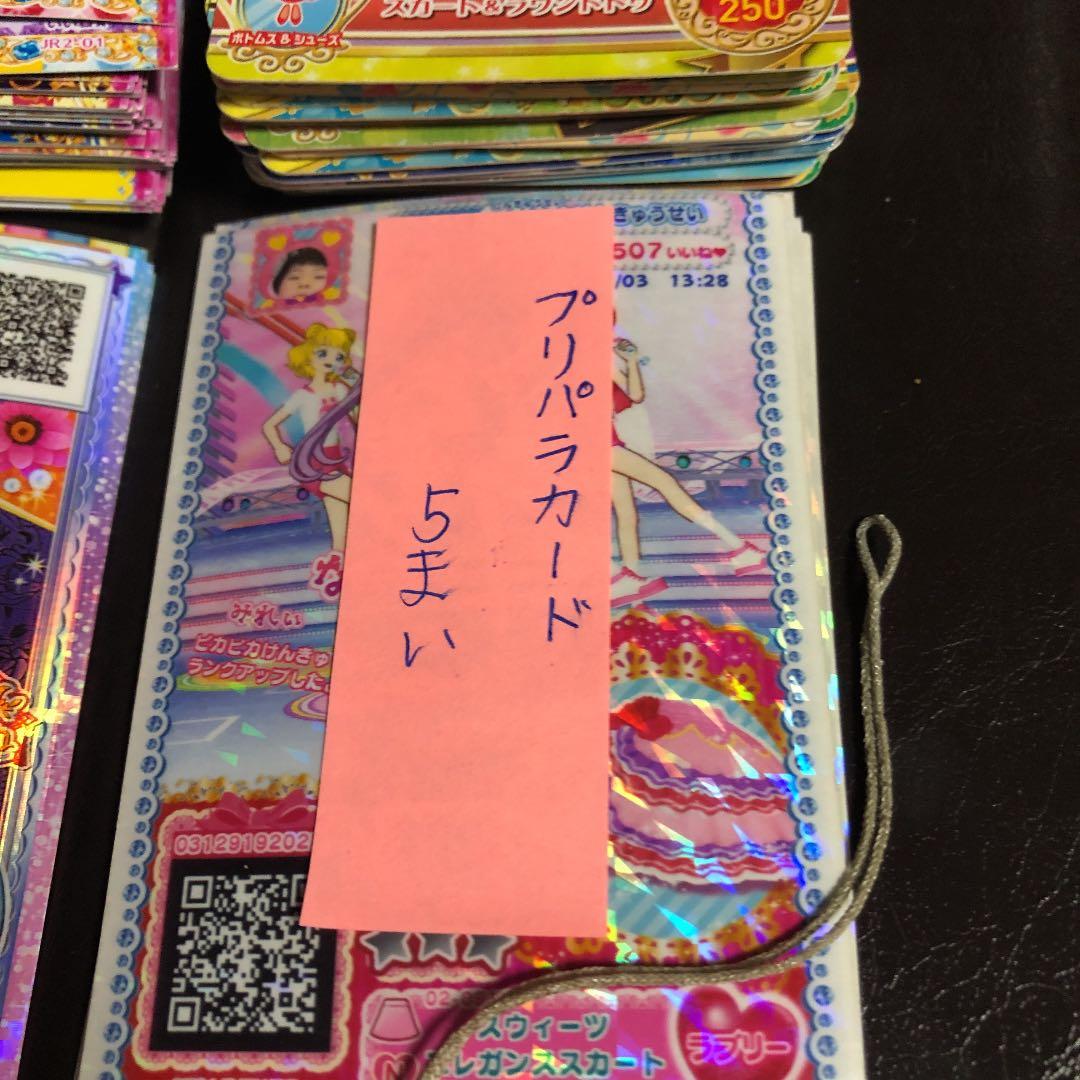 スカート&ラウンドトゥ
250
ボトムス&シューズ
JR2-01
きゅうせい
507 いいね♥
/03 13:28
プリパラカード
5まい
みれぃ
ピカピカけんきゅ
ランクアップした
0312919202
02
スウィーツ
エレガンススカート
N
ラブリー